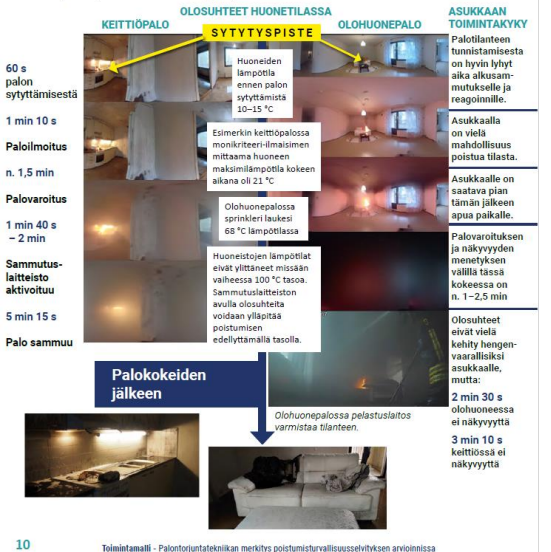 OLOSUHTEET HUONETILASSA
KEITTIÖPALO
OLOHUONEPALO
ASUKKAAN
TOIMINTAKYKY
SYTYTYSPISTE
60 s
palon
sytyttämisestä
1 min 10 s
Paloilmoitus
n. 1,5 min
Palovaroitus
1 min 40 s
– 2 min
Sammutus-
laitteisto
aktivoituu
5 min 15 s
Palo sammuu
Huoneiden
lämpötila
ennen palon
sytyttämistä
10–15 °C
Esimerkin keittiöpalossa
monikriteeri-ilmaisimen
mittaama huoneen
maksimilämpötila kokeen
aikana oli 21 °C
Olohuonepalossa
sprinkleri laukesi
68 °C lämpötilassa
Huoneistojen lämpötilat
eivät ylittäneet missään
vaiheessa 100 °C tasoa.
Sammutuslaitteiston
avulla olosuhteita
voidaan ylläpitää
poistumisen
edellyttämällä tasolla.
Palotilanteen
tunnistamisesta
on hyvin lyhyt
aika alkusam-
mutukselle ja
reagoinnille.
Asukkaalla
on vielä
mahdollisuus
poistua tilasta.
Asukkaalle on
saatava pian
tämän jälkeen
apua paikalle.
Palovaroituksen
ja näkyvyyden
menetyksen
välillä tässä
kokeessa on
n. 1–2,5 min
Olosuhteet
eivät vielä
kehity hengen-
vaarallisiksi
asukkaalle,
mutta:
2 min 30 s
olohuoneessa
ei näkyvyyttä
3 min 10 s
keittiössä ei
näkyvyyttä
Palokokeiden
jälkeen
Olohuonepalossa pelastuslaitos
varmistaa tilanteen.
10
Toimintamalli - Palontorjuntatekniikan merkitys poistumisturvallisuusselvityksen arvioinnissa